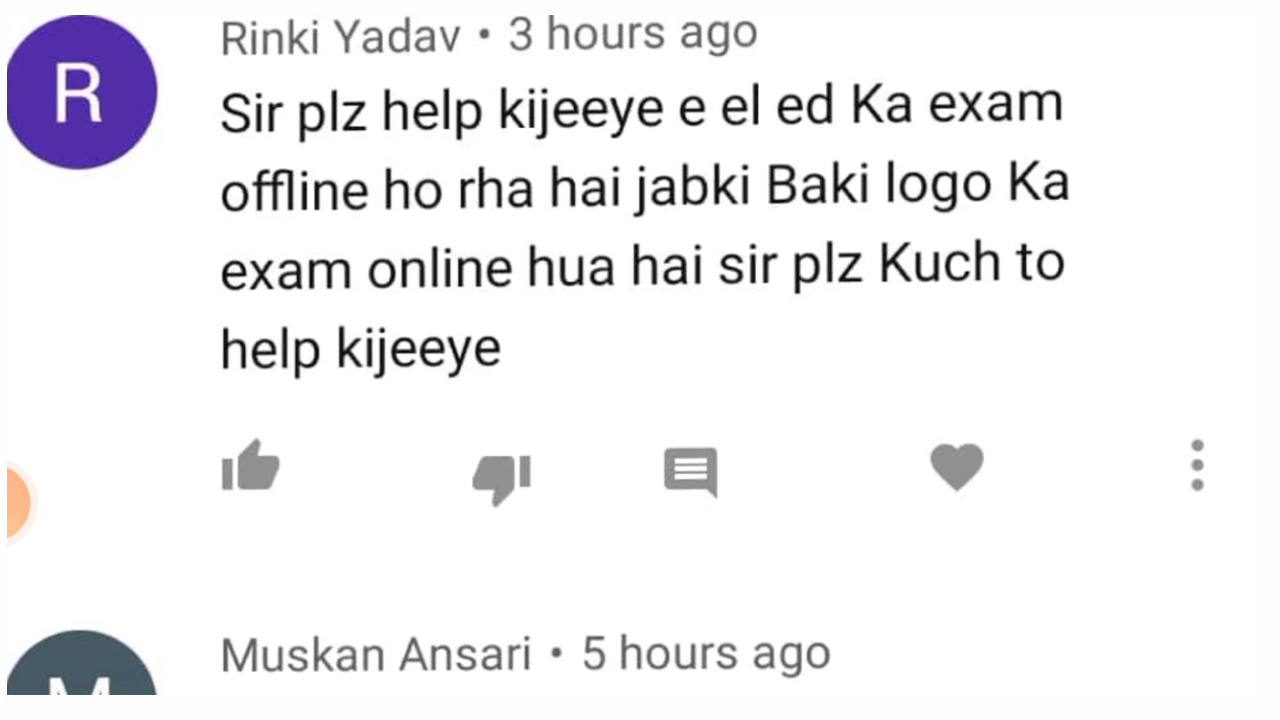 R
Rinki Yadav • 3 hours ago
Sir plz help kijeeye e el ed Ka exam
offline ho rha hai jabki Baki logo Ka
exam online hua hai sir plz Kuch to
help kijeeye
Muskan Ansari • 5 hours ago
M